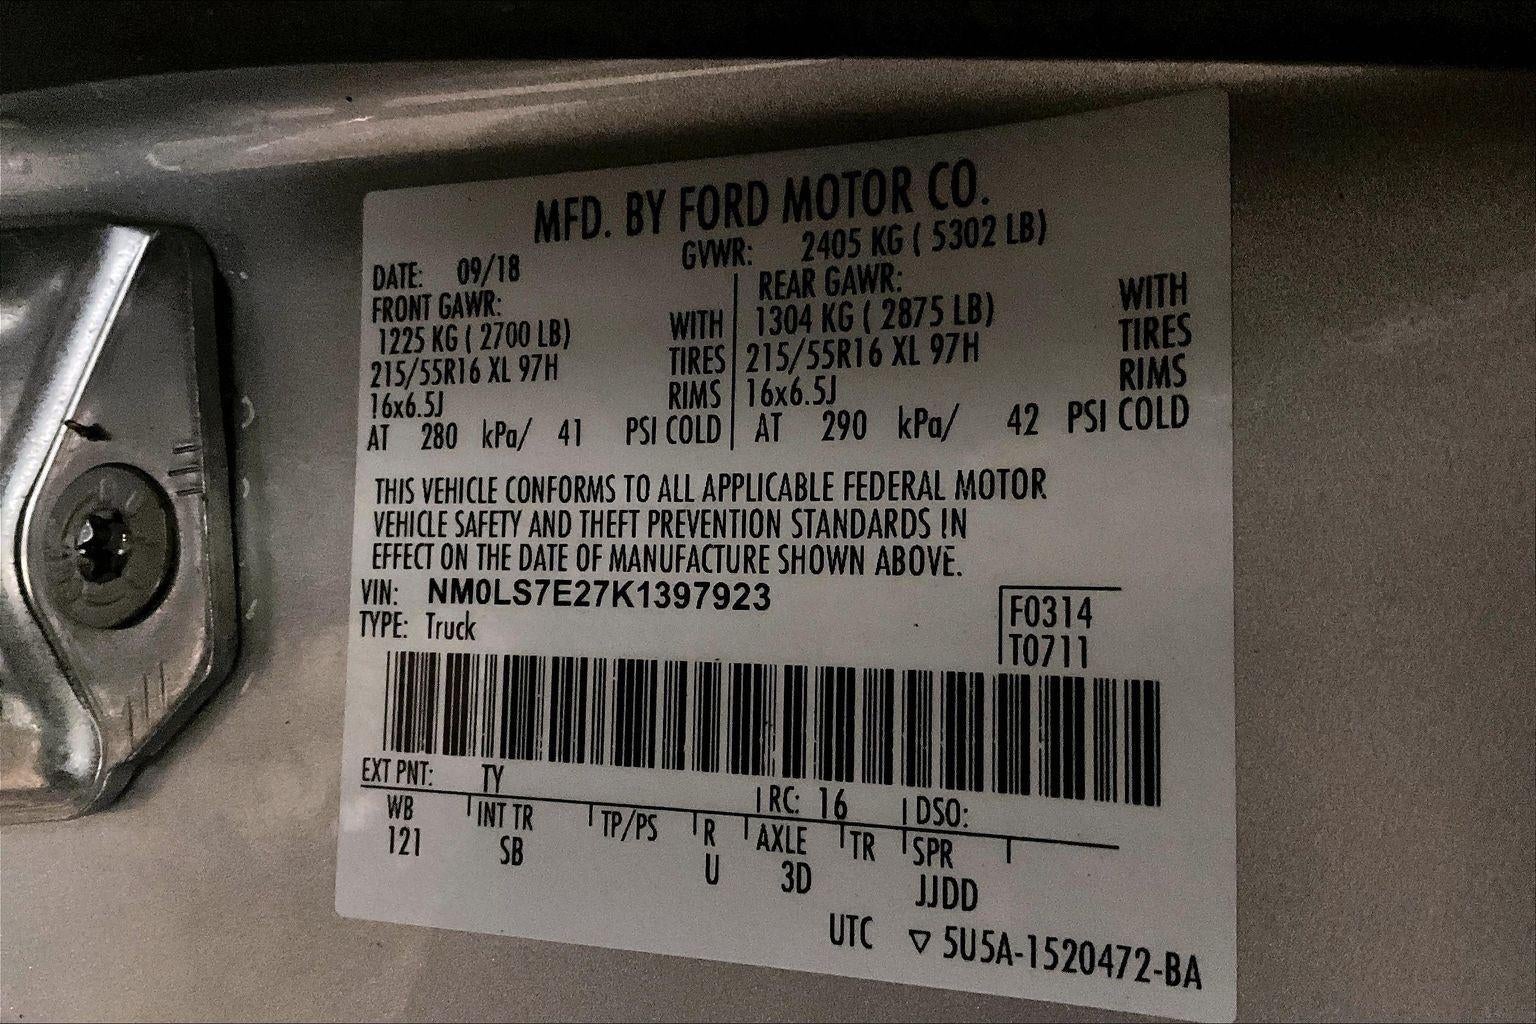 MFD. BY FORD MOTOR CO.
DATE: 09/18 GVWR: 2405 KG ( 5302 LB)
FRONT GAWR: REAR GAWR:
1225 KG ( 2700 LB) WITH 1304 KG ( 2875 LB) WITH
215/55R16 XL 97H TIRES 215/55R16 XL 97H TIRES
16x6.5J RIMS 16x6.5J RIMS
AT 280 kPa/ 41 PSI COLD AT 290 kPa/ 42 PSI COLD
THIS VEHICLE CONFORMS TO ALL APPLICABLE FEDERAL MOTOR
VEHICLE SAFETY AND THEFT PREVENTION STANDARDS IN
EFFECT ON THE DATE OF MANUFACTURE SHOWN ABOVE.
VIN: NM0LS7E27K1397923 F0314
TYPE: Truck T0711
EXT PNT: TY RC: 16 DSO:
WB INT TR TP/PS R AXLE TR SPR
121 SB U 3D JJDD
UTC ▽ 5U5A-1520472-BA